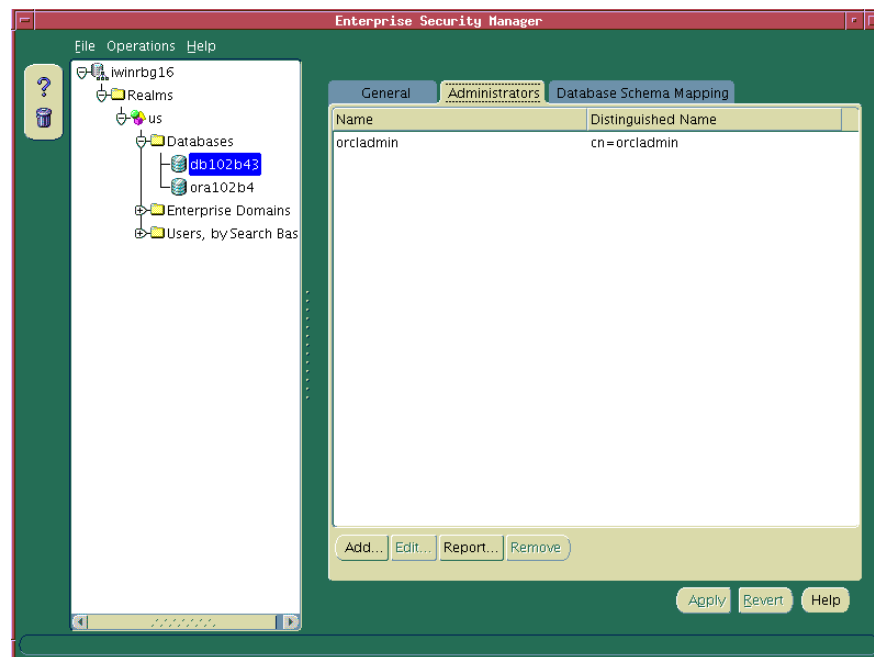 Enterprise Security Manager
File Operations Help
?
iwinrbg16
Realms
us
Databases
db102b43
ora102b4
Enterprise Domains
Users, by Search Bas
General Administrators Database Schema Mapping
Name Distinguished Name
orcladmin cn=orcladmin
Add... Edit... Report... Remove
Apply Revert Help